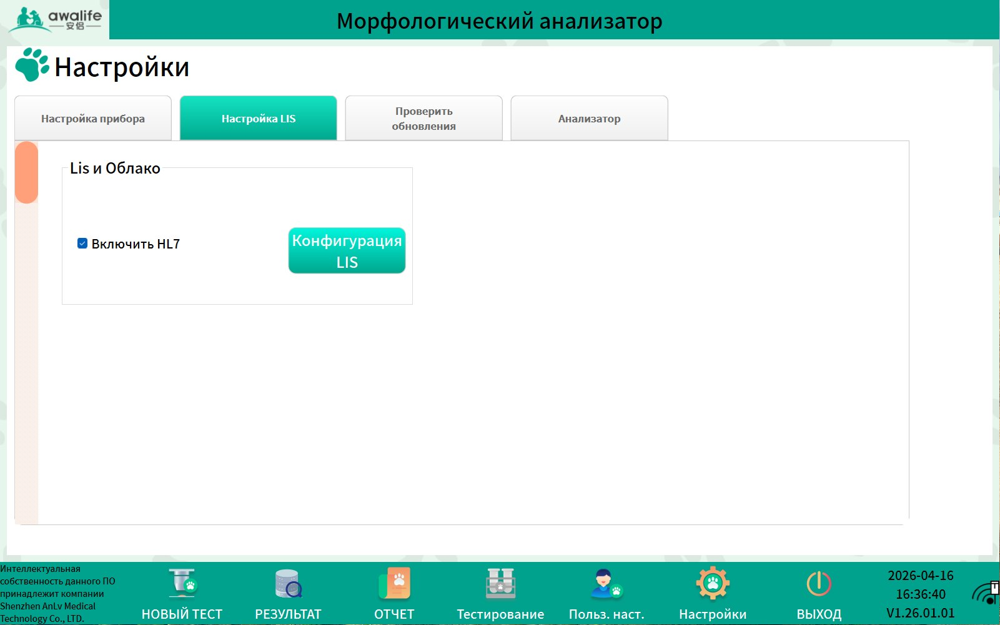 awalife
安侣
Морфологический анализатор
Настройки
Настройка прибора
Настройка LIS
Проверить
обновления
Анализатор
Lis и Облако
Включить HL7
Конфигурация
LIS
Интеллектуальная
собственность данного ПО
принадлежит компании
Shenzhen AnLv Medical
Technology Co., LTD.
НОВЫЙ ТЕСТ
РЕЗУЛЬТАТ
ОТЧЕТ
Тестирование
Польз. наст.
Настройки
ВЫХОД
2026-04-16
16:36:40
V1.26.01.01